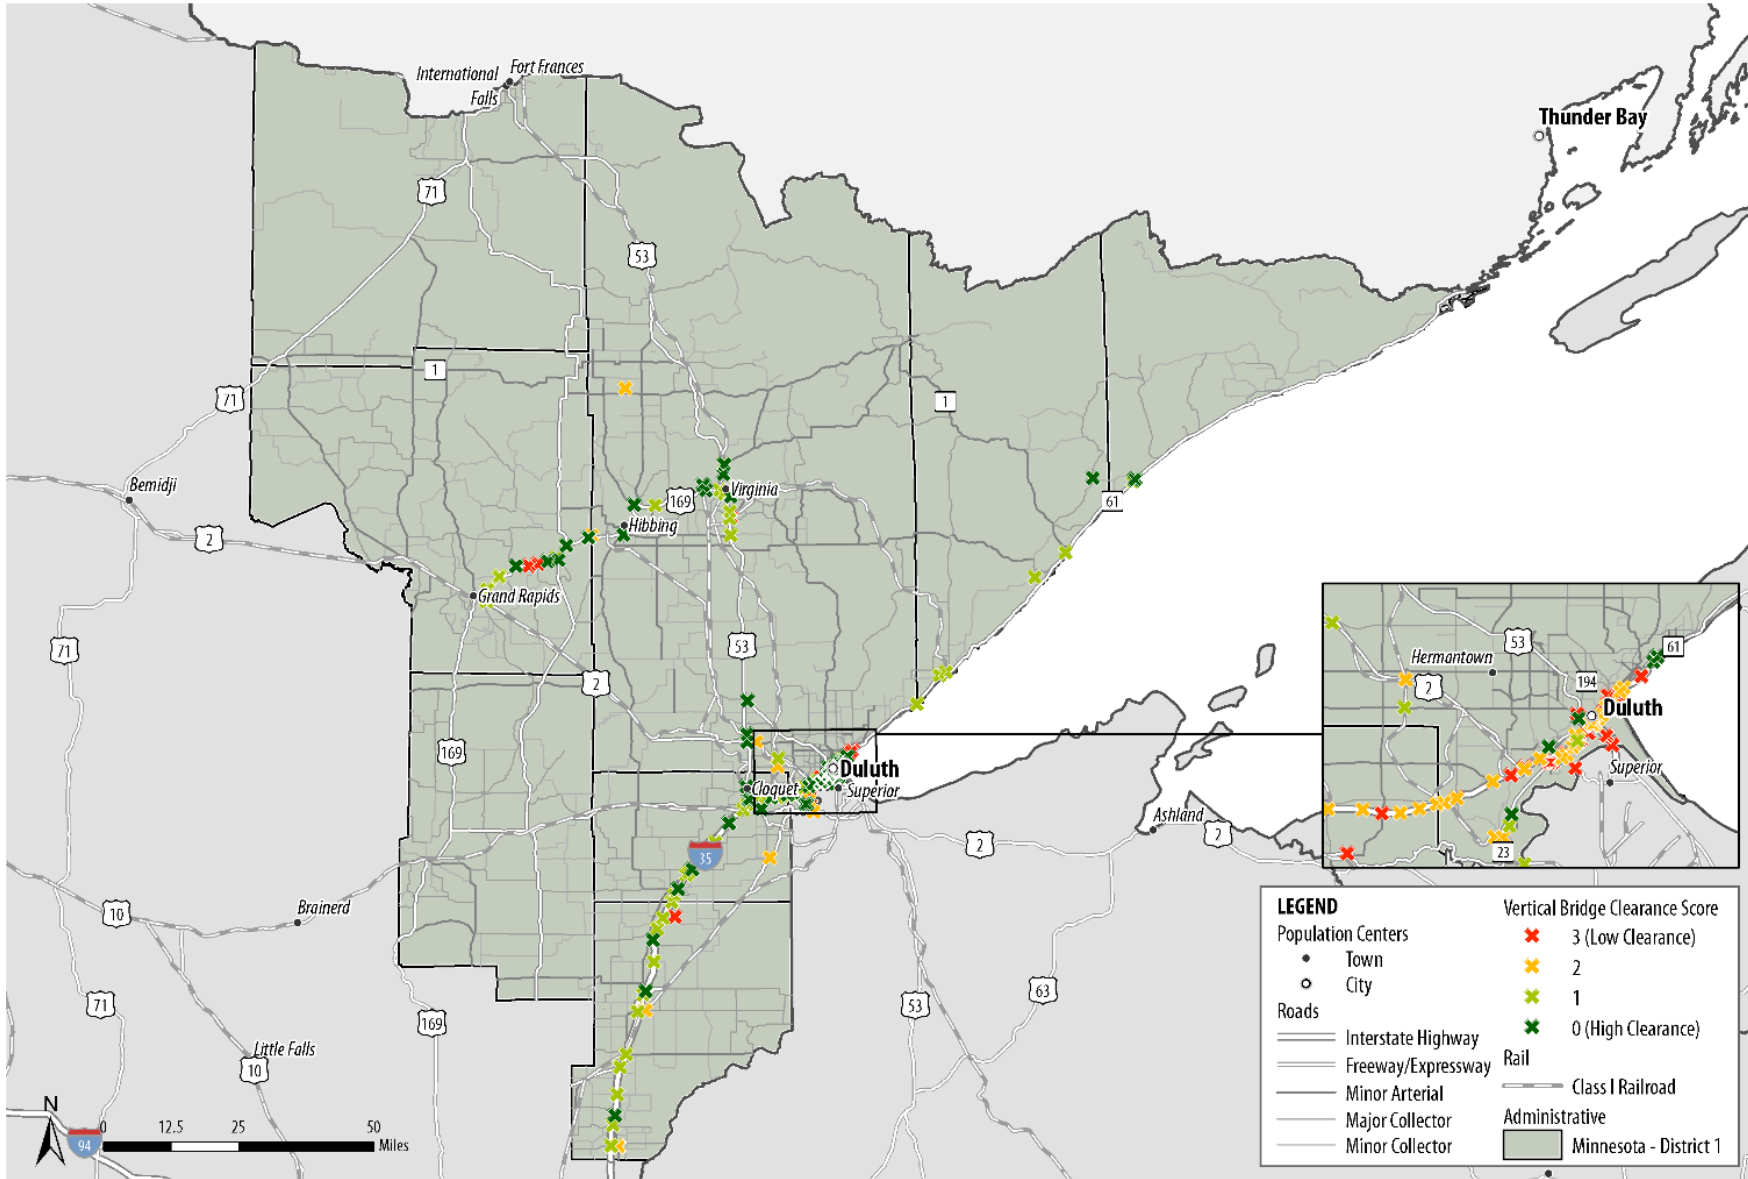 International
Falls
Fort Frances
Thunder Bay
71
53
1
71
1
Bemidji
2
Virginia
169
Hibbing
61
Grand Rapids
71
53
2
169
Duluth
Cloquet
Superior
35
Ashland
2
2
Brainerd
10
71
169
53
63
Little Falls
10
94
N
0 12.5 25 50
Miles
53
61
Hermantown
2
194
Duluth
Superior
23
LEGEND
Population Centers
Town
City
Roads
Interstate Highway
Freeway/Expressway
Minor Arterial
Major Collector
Minor Collector
Vertical Bridge Clearance Score
3 (Low Clearance)
2
1
0 (High Clearance)
Rail
Class I Railroad
Administrative
Minnesota - District 1